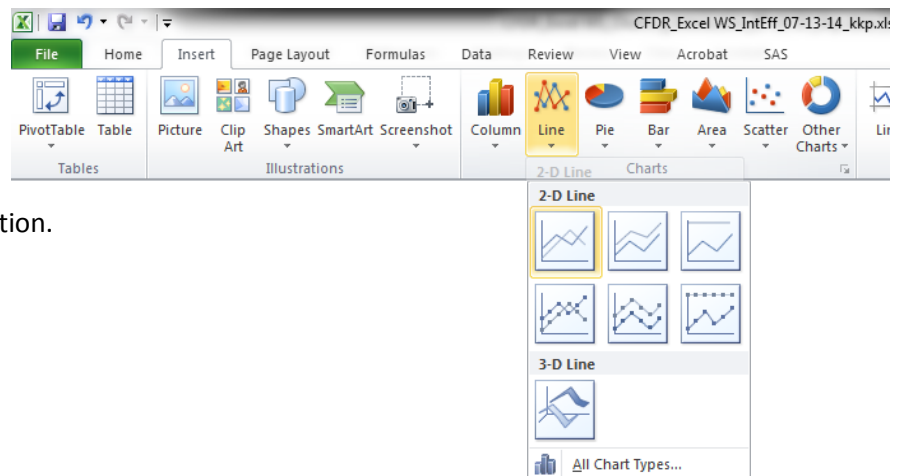 CFDR_Excel WS_IntEff_07-13-14_kkp.xls
File Home Insert Page Layout Formulas Data Review View Acrobat SAS
PivotTable Table Picture Clip Art Shapes SmartArt Screenshot Column Line Pie Bar Area Scatter Other Charts
Tables Illustrations Charts
2-D Line
2-D Line
tion.
3-D Line
All Chart Types...